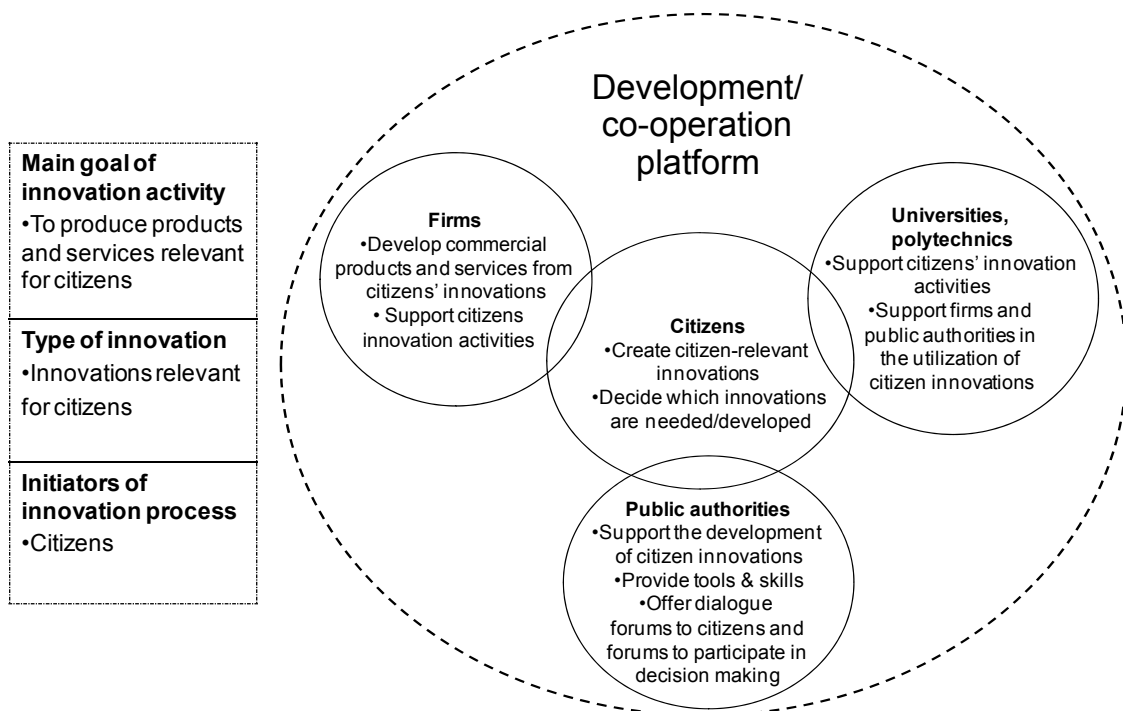 Development/
co-operation
platform
Main goal of
innovation activity
•To produce products
and services relevant
for citizens
Type of innovation
•Innovations relevant
for citizens
Initiators of
innovation process
•Citizens
Firms
•Develop commercial
products and services from
citizens’ innovations
• Support citizens
innovation activities
Citizens
•Create citizen-relevant
innovations
•Decide which innovations
are needed/developed
Universities,
polytechnics
•Support citizens’ innovation
activities
•Support firms and
public authorities in
the utilization of
citizen innovations
Public authorities
•Support the development
of citizen innovations
•Provide tools & skills
•Offer dialogue
forums to citizens and
forums to participate in
decision making